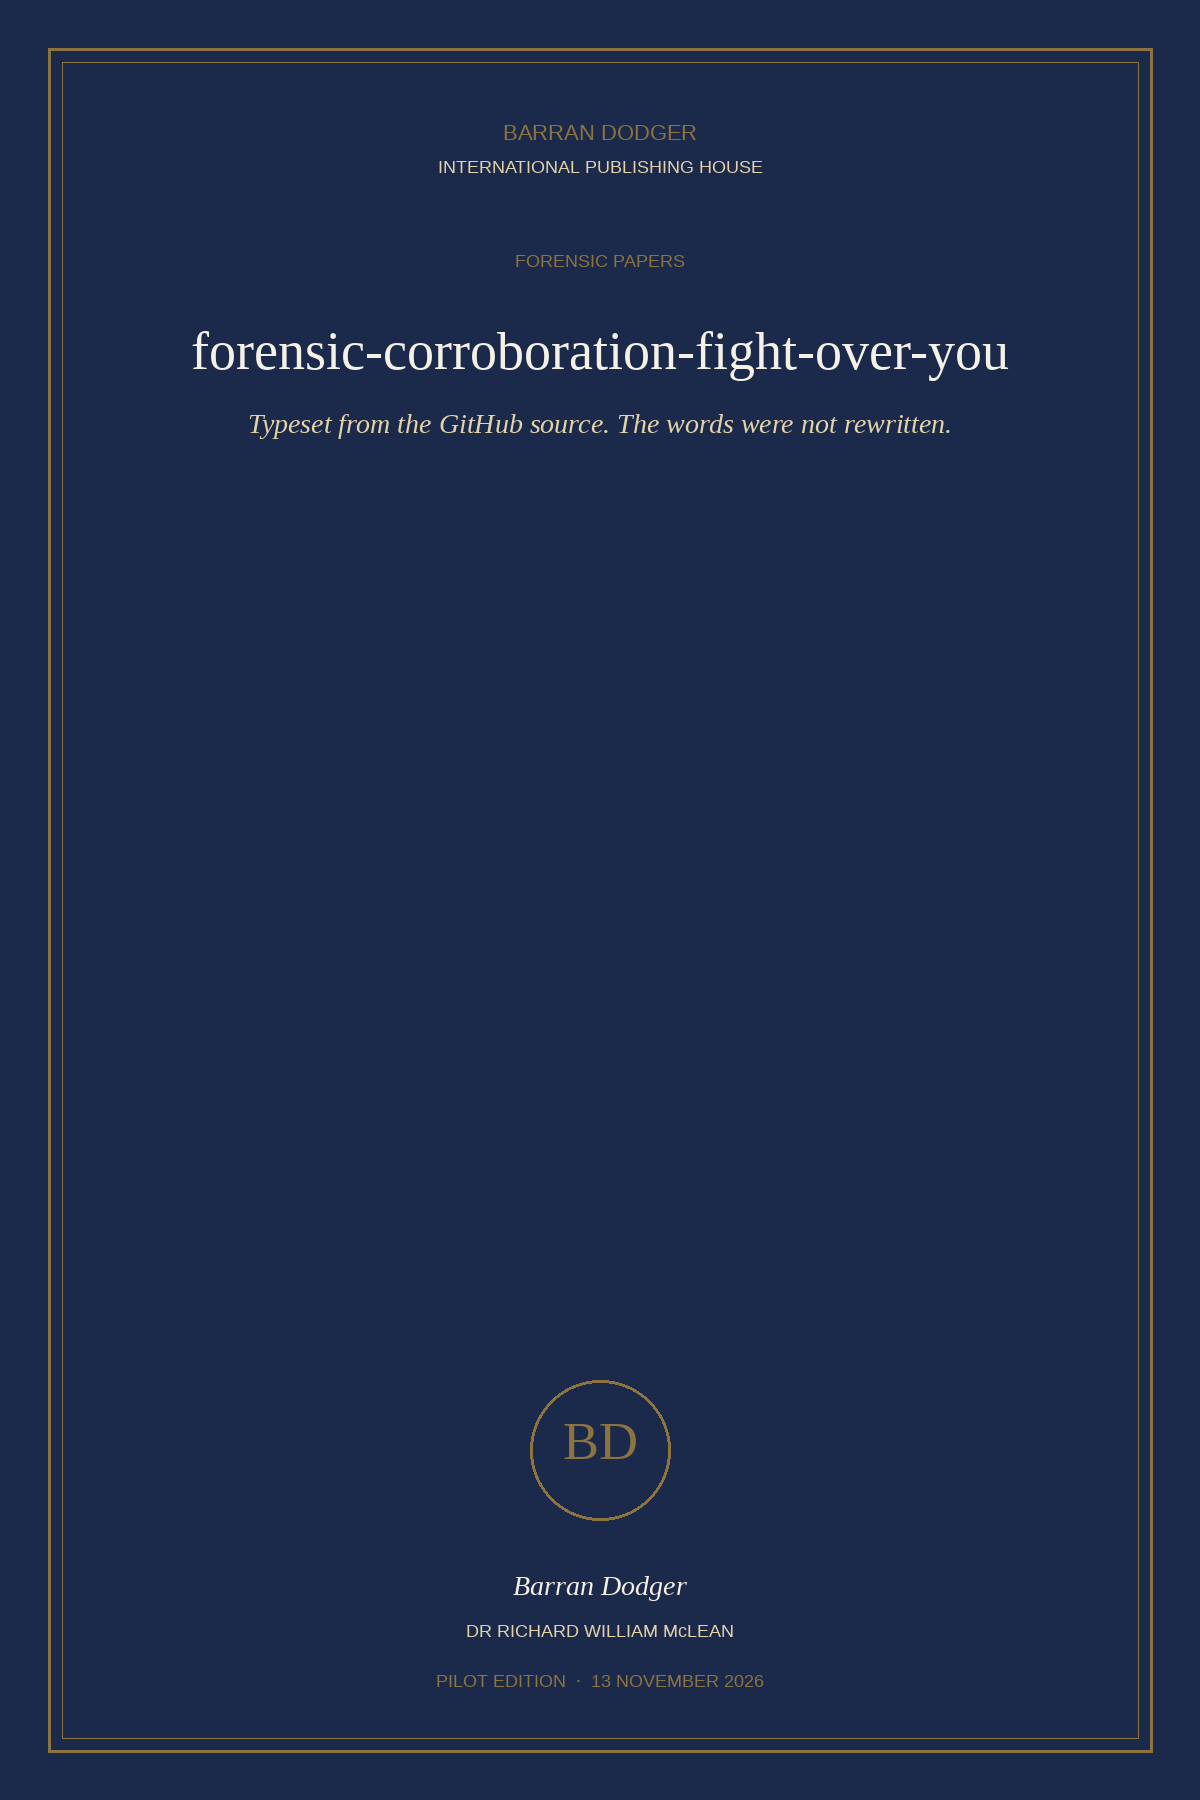 BARRAN DODGER
INTERNATIONAL PUBLISHING HOUSE
FORENSIC PAPERS
forensic-corroboration-fight-over-you
Typeset from the GitHub source. The words were not rewritten.
BD
Barran Dodger
DR RICHARD WILLIAM McLEAN
PILOT EDITION · 13 NOVEMBER 2026